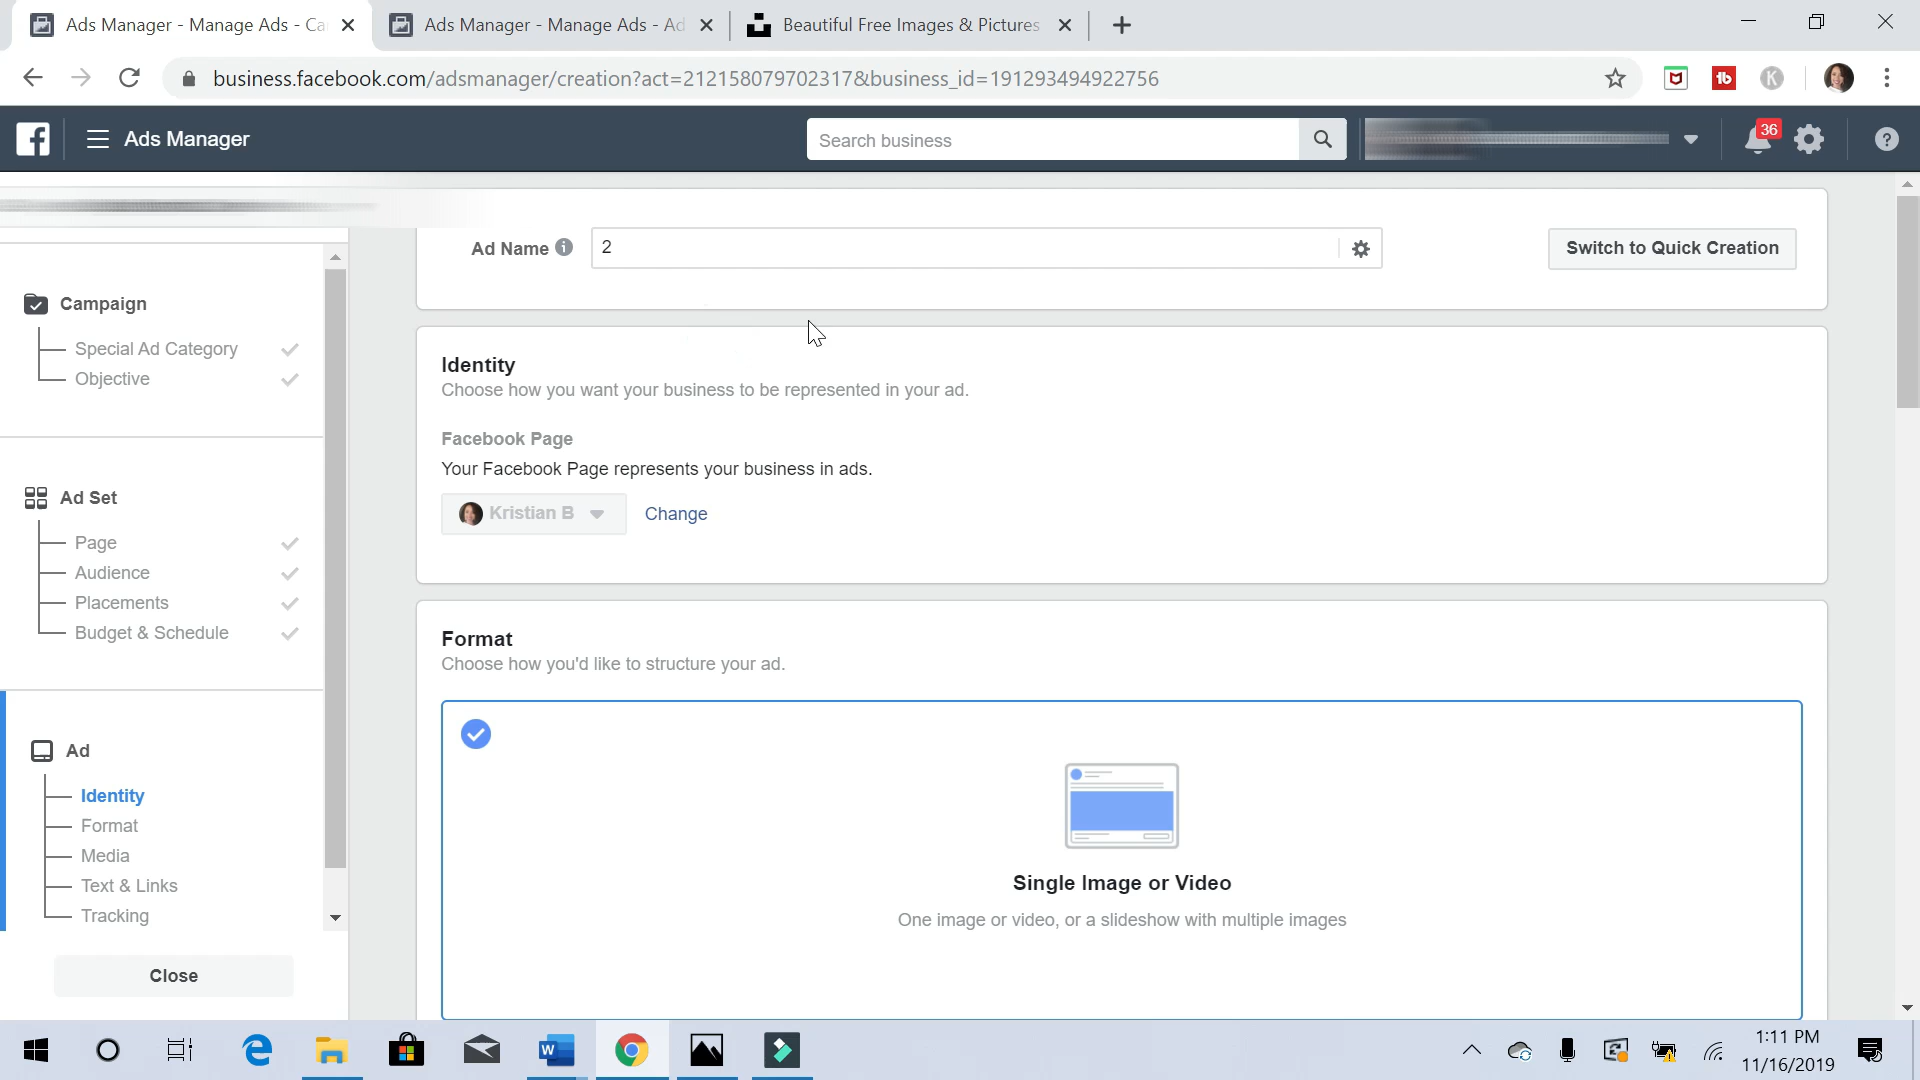 Ads Manager - Manage Ads - Ca
Ads Manager - Manage Ads - Ad
Beautiful Free Images & Pictures
business.facebook.com/adsmanager/creation?act=212158079702317&business_id=191293494922756
tb
K
Ads Manager
Search business
36
Ad Name
2
Switch to Quick Creation
Campaign
Special Ad Category
Objective
Identity
Choose how you want your business to be represented in your ad.
Facebook Page
Your Facebook Page represents your business in ads.
Kristian B
Change
Ad Set
Page
Audience
Placements
Budget & Schedule
Format
Choose how you'd like to structure your ad.
Ad
Identity
Format
Media
Text & Links
Tracking
Single Image or Video
One image or video, or a slideshow with multiple images
Close
1:11 PM
11/16/2019